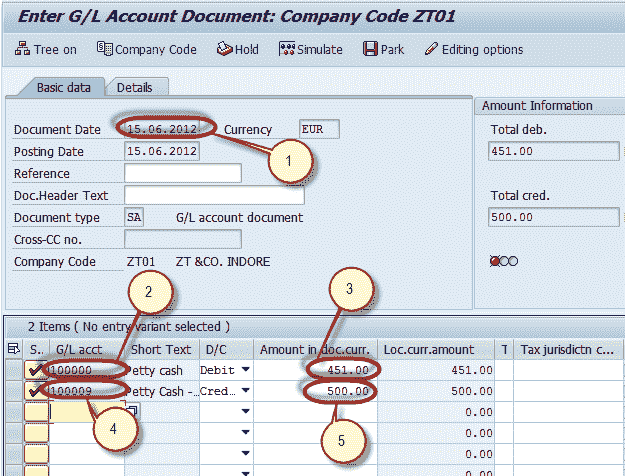 Enter G/L Account Document: Company Code ZT01
Tree on Company Code Hold Simulate Park Editing options
Basic data Details
Amount Information
Document Date 15.06.2012 Currency EUR
Total deb.
Posting Date 15.06.2012
451.00
1
Reference
Doc.Header Text
Total cred.
Document type SA G/L account document
500.00
Cross-CC no.
Company Code ZT01 ZT &CO. INDORE
2 3
2 Items ( No entry variant selected )
S.. G/L acct Short Text D/C Amount in doc.curr. Loc.curr.amount T Tax jurisdictn c...
100000 etty cash Debit 451.00 451.00
100009 Petty Cash -... Cred... 500.00 500.00
0.00
4 5
0.00
0.00
0.00